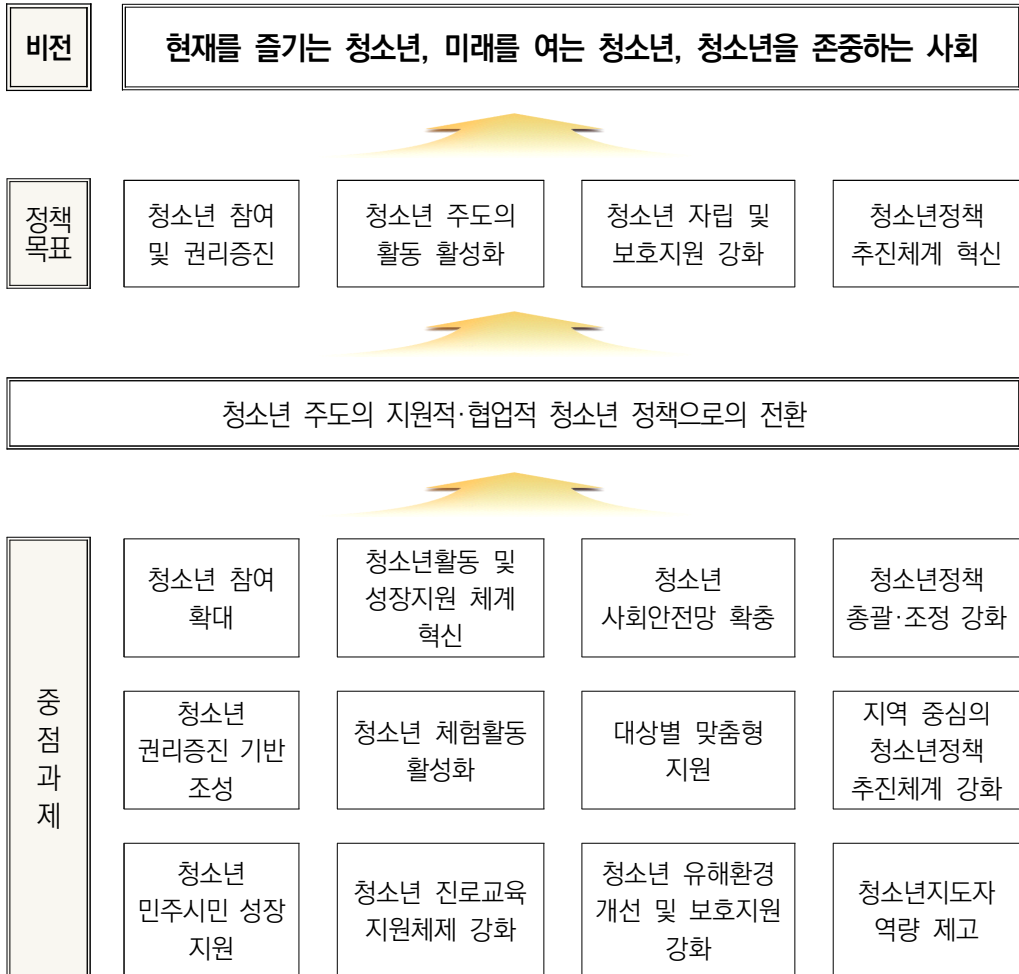 비전
현재를 즐기는 청소년, 미래를 여는 청소년, 청소년을 존중하는 사회
정책
목표
청소년 참여
및 권리증진
청소년 주도의
활동 활성화
청소년 자립 및
보호지원 강화
청소년정책
추진체계 혁신
청소년 주도의 지원적·협업적 청소년 정책으로의 전환
중
점
과
제
청소년 참여
확대
청소년활동 및
성장지원 체계
혁신
청소년
사회안전망 확충
청소년정책
총괄·조정 강화
청소년
권리증진 기반
조성
청소년 체험활동
활성화
대상별 맞춤형
지원
지역 중심의
청소년정책
추진체계 강화
청소년
민주시민 성장
지원
청소년 진로교육
지원체제 강화
청소년 유해환경
개선 및 보호지원
강화
청소년지도자
역량 제고